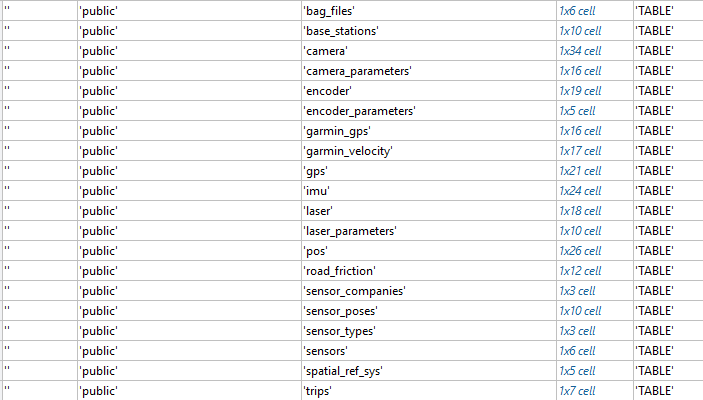 '' 'public' 'bag_files' 1x6 cell 'TABLE'
'' 'public' 'base_stations' 1x10 cell 'TABLE'
'' 'public' 'camera' 1x34 cell 'TABLE'
'' 'public' 'camera_parameters' 1x16 cell 'TABLE'
'' 'public' 'encoder' 1x19 cell 'TABLE'
'' 'public' 'encoder_parameters' 1x5 cell 'TABLE'
'' 'public' 'garmin_gps' 1x16 cell 'TABLE'
'' 'public' 'garmin_velocity' 1x17 cell 'TABLE'
'' 'public' 'gps' 1x21 cell 'TABLE'
'' 'public' 'imu' 1x24 cell 'TABLE'
'' 'public' 'laser' 1x18 cell 'TABLE'
'' 'public' 'laser_parameters' 1x10 cell 'TABLE'
'' 'public' 'pos' 1x26 cell 'TABLE'
'' 'public' 'road_friction' 1x12 cell 'TABLE'
'' 'public' 'sensor_companies' 1x3 cell 'TABLE'
'' 'public' 'sensor_poses' 1x10 cell 'TABLE'
'' 'public' 'sensor_types' 1x3 cell 'TABLE'
'' 'public' 'sensors' 1x6 cell 'TABLE'
'' 'public' 'spatial_ref_sys' 1x5 cell 'TABLE'
'' 'public' 'trips' 1x7 cell 'TABLE'